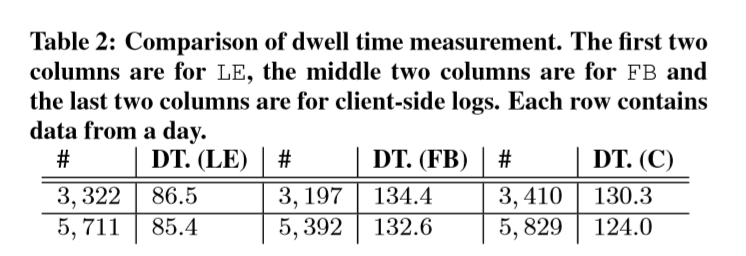 Table 2: Comparison of dwell time measurement. The first two
columns are for LE, the middle two columns are for FB and
the last two columns are for client-side logs. Each row contains
data from a day.
# DT. (LE) # DT. (FB) # DT. (C)
3, 322 86.5 3, 197 134.4 3, 410 130.3
5, 711 85.4 5, 392 132.6 5, 829 124.0